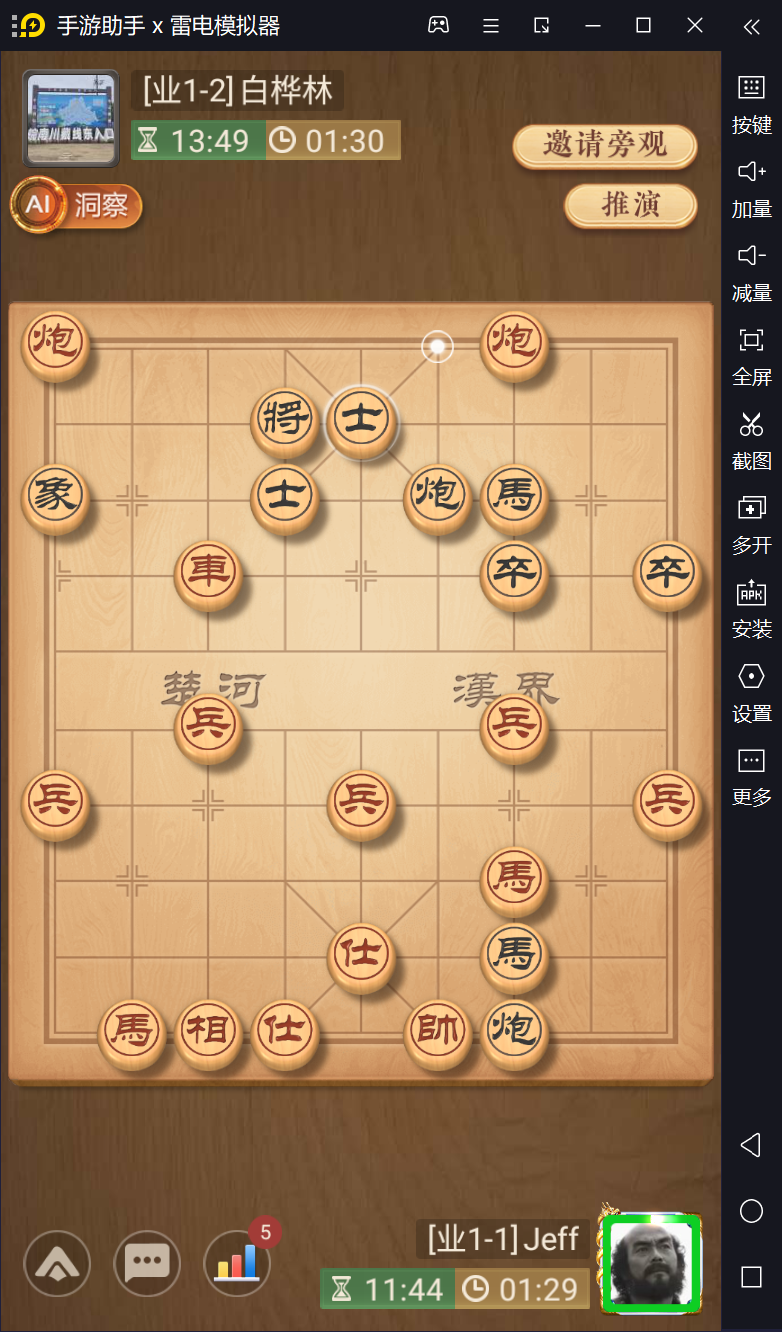 手游助手 x 雷电模拟器
[业1-2] 白桦林
13:49 01:30
邀请旁观
AI 洞察
推演
按键
加量
减量
全屏
截图
多开
APK
安装
设置
更多
炮 炮
將 士
象 士 炮 馬
車 卒 卒
楚河 漢界
兵 兵
兵 兵 兵
馬
仕 馬
馬 相 仕 帥 炮
5
[业1-1] Jeff
11:44 01:29